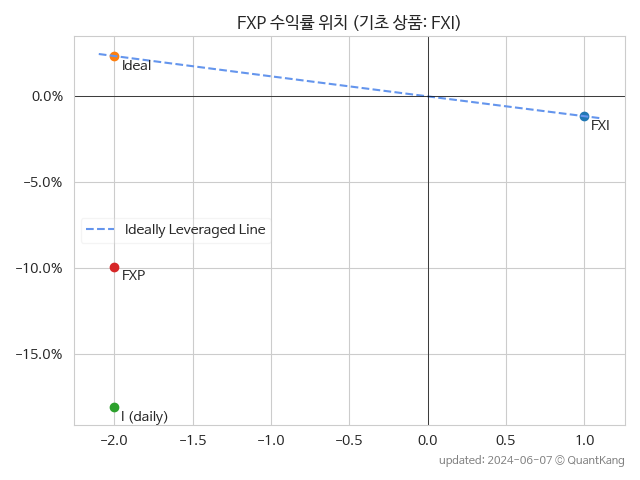 FXP 수익률 위치 (기초 상품: FXI)
Ideal
0.0%
FXI
−5.0%
Ideally Leveraged Line
−10.0%
FXP
−15.0%
I (daily)
−2.0 −1.5 −1.0 −0.5 0.0 0.5 1.0
updated: 2024-06-07 © QuantKang